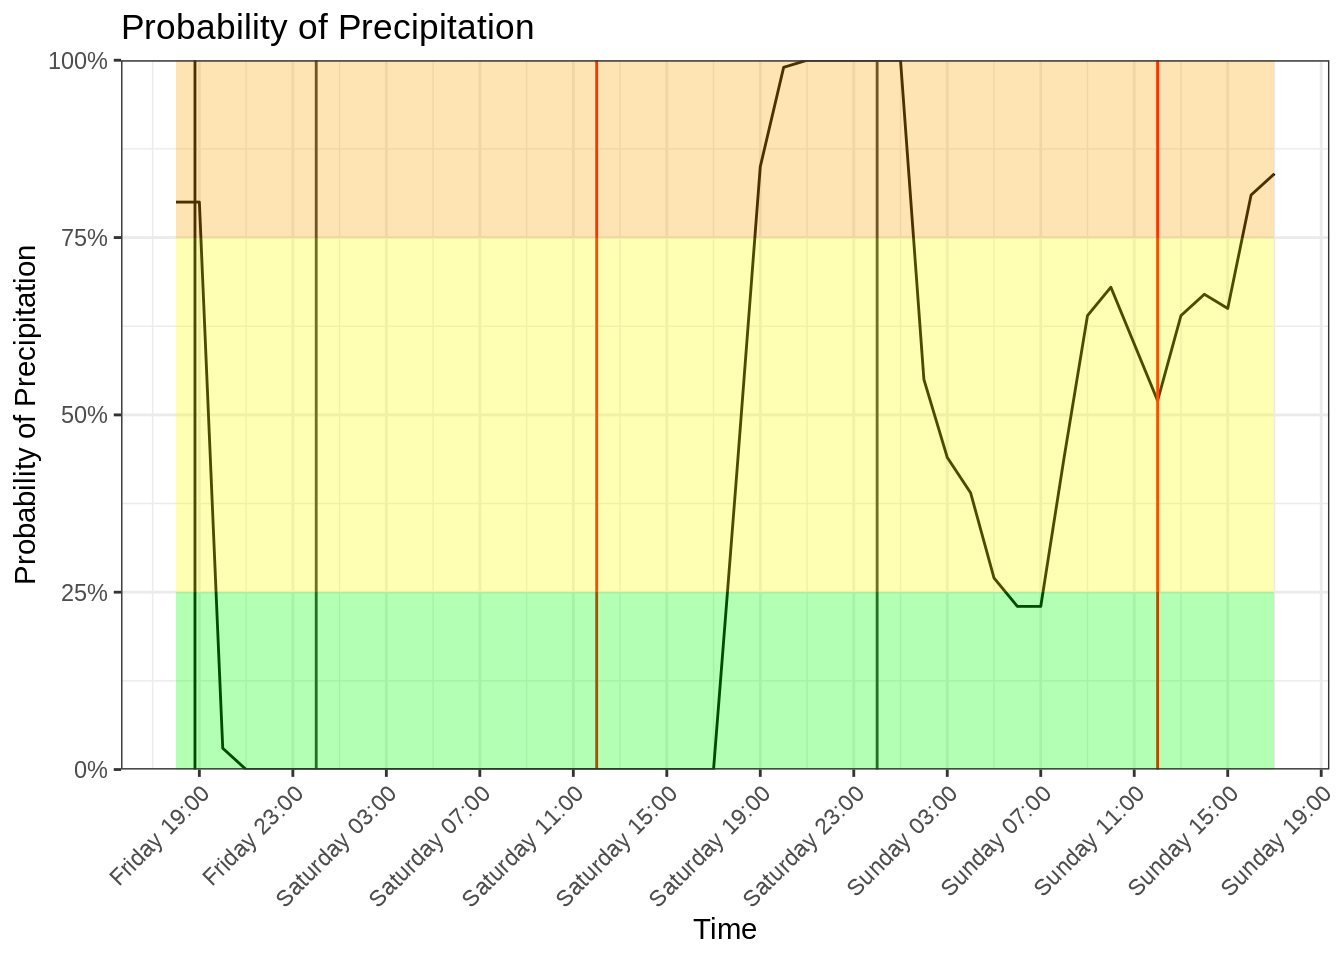 Probability of Precipitation
Probability of Precipitation
100%
75%
50%
25%
0%
Friday 19:00
Friday 23:00
Saturday 03:00
Saturday 07:00
Saturday 11:00
Saturday 15:00
Saturday 19:00
Saturday 23:00
Sunday 03:00
Sunday 07:00
Sunday 11:00
Sunday 15:00
Sunday 19:00
Time